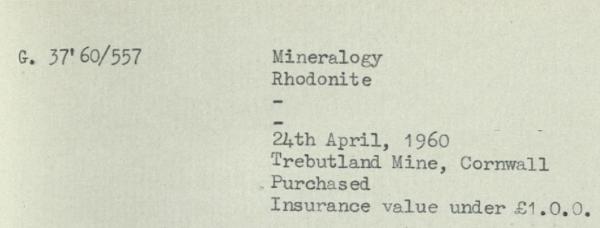 G. 37'60/557 Mineralogy
Rhodonite
-
-
24th April, 1960
Trebutland Mine, Cornwall
Purchased
Insurance value under £1.0.0.